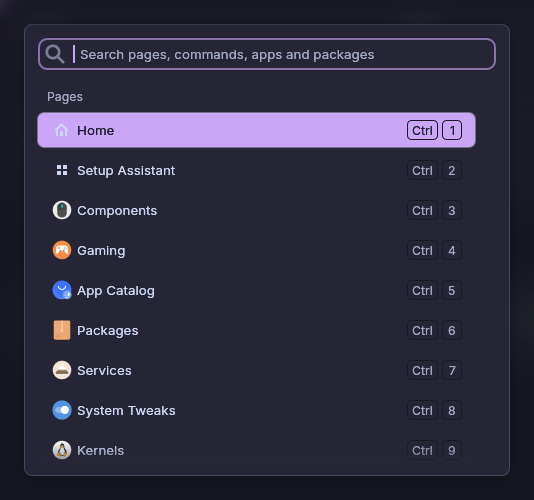 Search pages, commands, apps and packages
Pages
Home Ctrl 1
Setup Assistant Ctrl 2
Components Ctrl 3
Gaming Ctrl 4
App Catalog Ctrl 5
Packages Ctrl 6
Services Ctrl 7
System Tweaks Ctrl 8
Kernels Ctrl 9